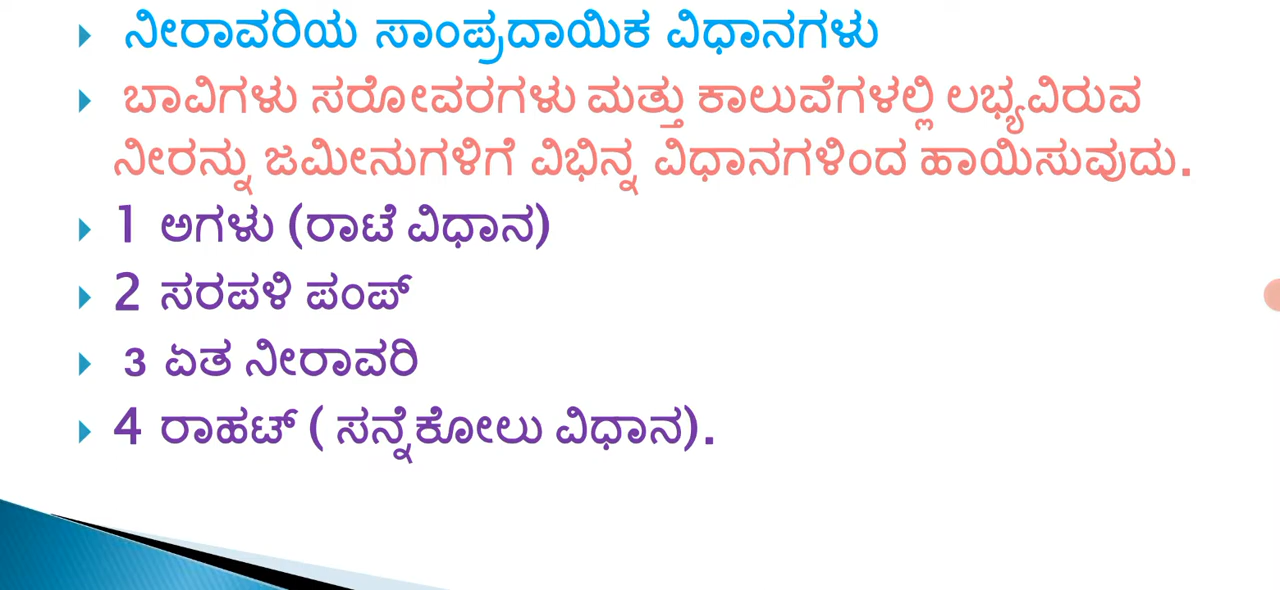 ನೀರಾವರಿಯ ಸಾಂಪ್ರದಾಯಿಕ ವಿಧಾನಗಳು
ಬಾವಿಗಳು ಸರೋವರಗಳು ಮತ್ತು ಕಾಲುವೆಗಳಲ್ಲಿ ಲಭ್ಯವಿರುವ
ನೀರನ್ನು ಜಮೀನುಗಳಿಗೆ ವಿಭಿನ್ನ ವಿಧಾನಗಳಿಂದ ಹಾಯಿಸುವುದು.
1 ಅಗಳು (ರಾಟೆ ವಿಧಾನ)
2 ಸರಪಳಿ ಪಂಪ್
3 ಏತ ನೀರಾವರಿ
4 ರಾಹಟ್ ( ಸನ್ನೆಕೋಲು ವಿಧಾನ).